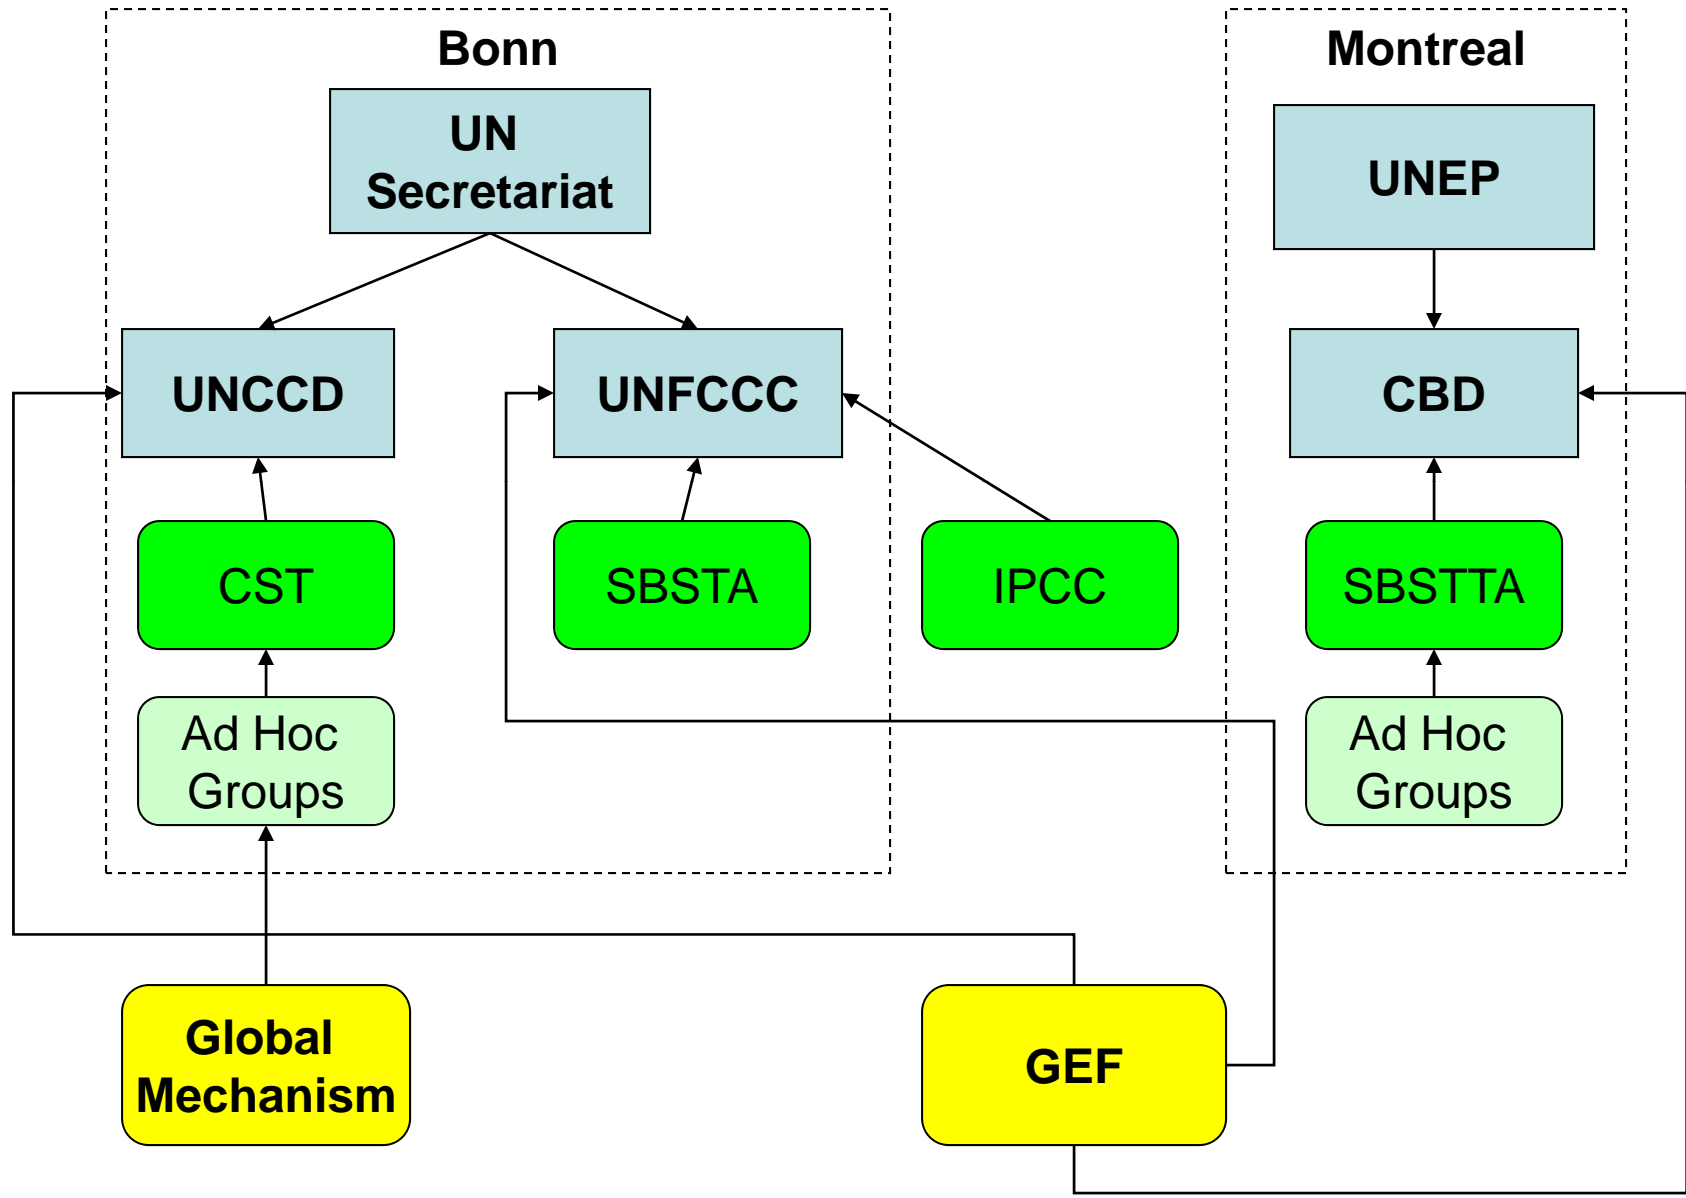 Bonn
Montreal
UN
Secretariat
UNEP
UNCCD
UNFCCC
CBD
CST
SBSTA
IPCC
SBSTTA
Ad Hoc
Groups
Ad Hoc
Groups
Global
Mechanism
GEF